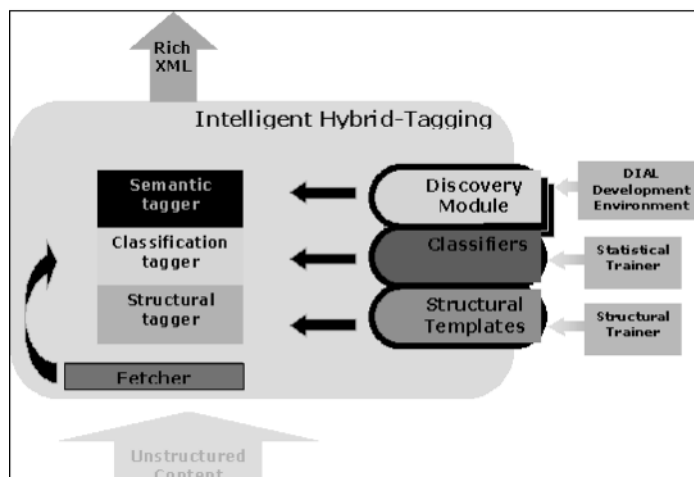 Rich
XML
Intelligent Hybrid-Tagging
Semantic
tagger
Discovery
Module
DIAL
Development
Environment
Classification
tagger
Classifiers
Statistical
Trainer
Structural
tagger
Structural
Templates
Structural
Trainer
Fetcher
Unstructured
Content